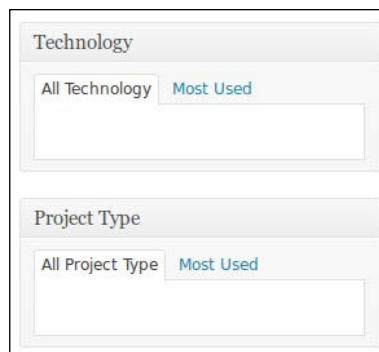 Technology
All Technology Most Used
Project Type
All Project Type Most Used